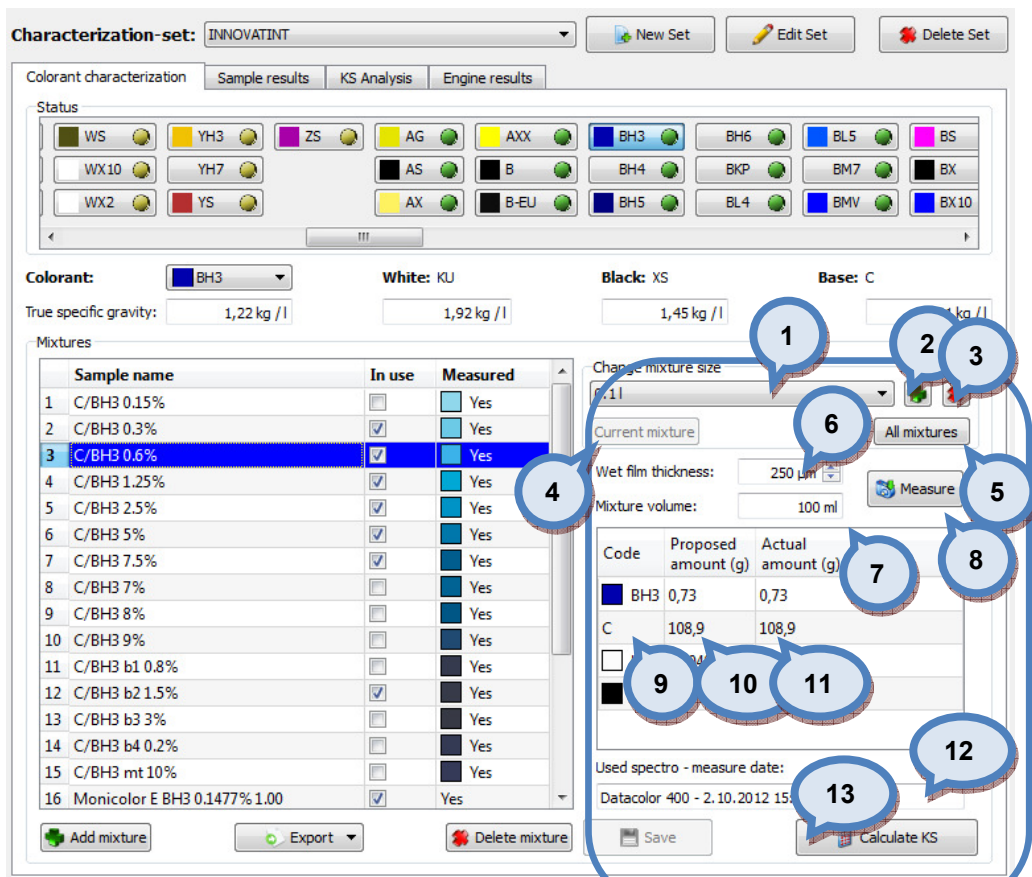 Characterization-set: INNOVATINT New Set Edit Set Delete Set
Colorant characterization Sample results KS Analysis Engine results
Status
WS YH3 ZS AG AXX BH3 BH6 BL5 BS
WX10 YH7 AS B BH4 BKP BM7 BX
WX2 YS AX B-EU BH5 BL4 BMV BX10
Colorant: BH3 White: KU Black: XS Base: C
True specific gravity: 1,22 kg / l 1,92 kg / l 1,45 kg / l kg / l
Mixtures
Sample name In use Measured
1 C/BH3 0.15% Yes
2 C/BH3 0.3% Yes
3 C/BH3 0.6% Yes
4 C/BH3 1.25% Yes
5 C/BH3 2.5% Yes
6 C/BH3 5% Yes
7 C/BH3 7.5% Yes
8 C/BH3 7% Yes
9 C/BH3 8% Yes
10 C/BH3 9% Yes
11 C/BH3 b1 0.8% Yes
12 C/BH3 b2 1.5% Yes
13 C/BH3 b3 3% Yes
14 C/BH3 b4 0.2% Yes
15 C/BH3 mt 10% Yes
16 Monicolor E BH3 0.1477% 1.00 Yes
Add mixture Export Delete mixture
1
2
3
Change mixture size
0.1 l
6
Current mixture All mixtures
4
Wet film thickness: 250 µm
Measure
5
Mixture volume: 100 ml
7
8
Code Proposed amount (g) Actual amount (g)
BH3 0,73 0,73
C 108,9 108,9
9
10
11
12
Used spectro - measure date:
Datacolor 400 - 2.10.2012
13
Save Calculate KS